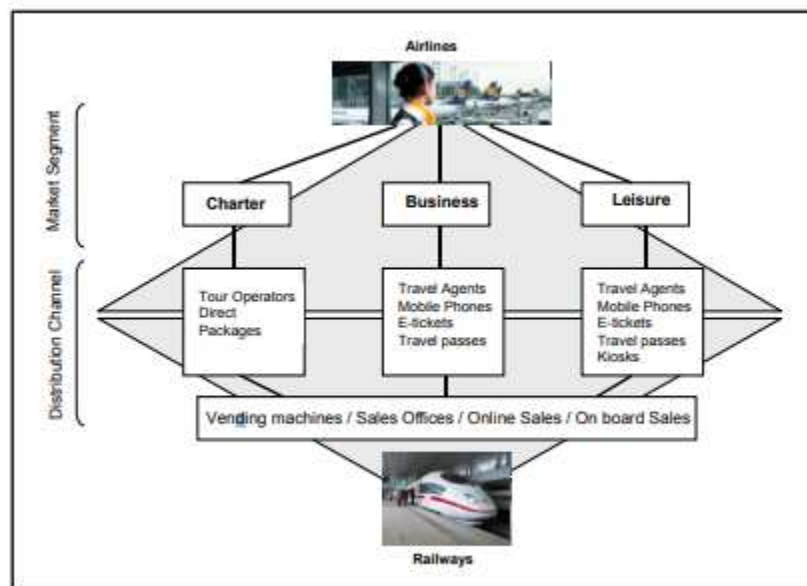 Airlines
Market Segment
Charter
Business
Leisure
Distribution Channel
Tour Operators
Direct
Packages
Travel Agents
Mobile Phones
E-tickets
Travel passes
Travel Agents
Mobile Phones
E-tickets
Travel passes
Kiosks
Vending machines / Sales Offices / Online Sales / On board Sales
Railways